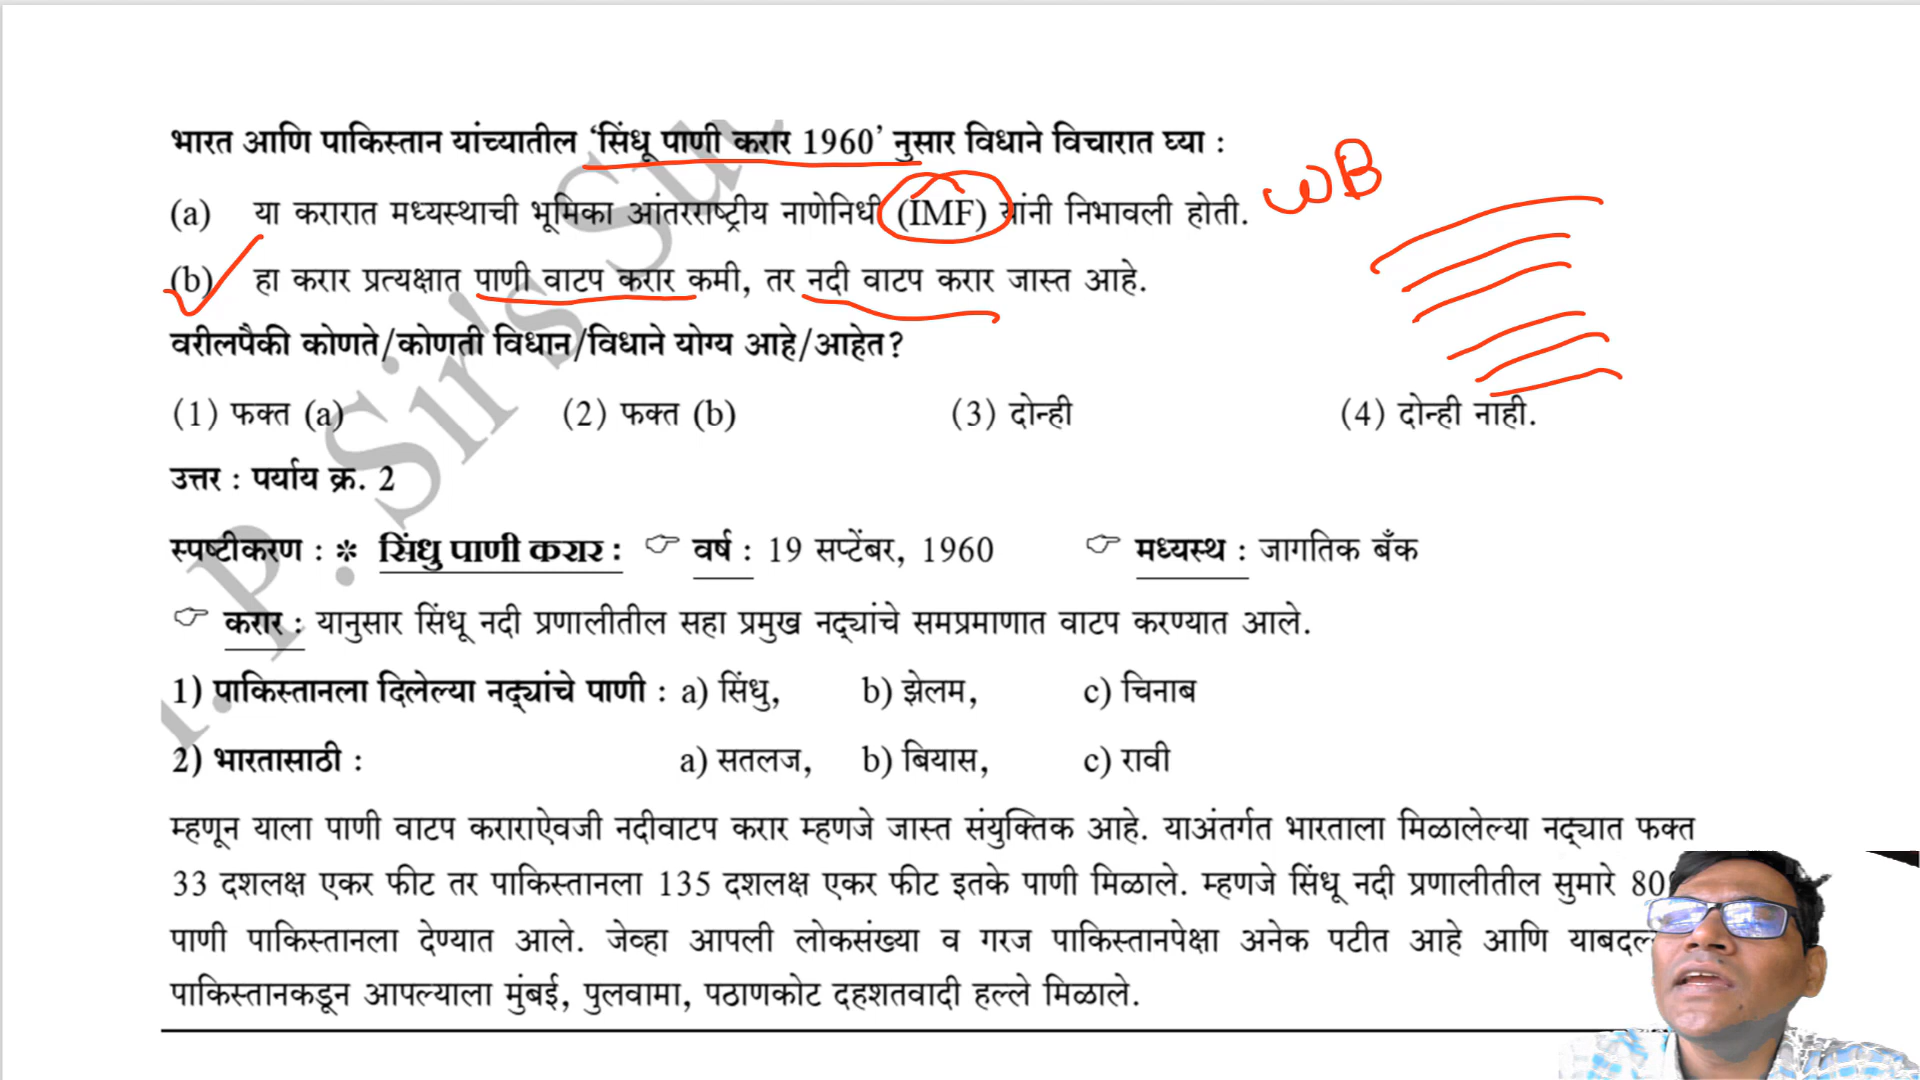 भारत आणि पाकिस्तान यांच्यातील ‘सिंधू पाणी करार 1960’ नुसार विधाने विचारात घ्या :
(a) या करारात मध्यस्थाची भूमिका आंतरराष्ट्रीय नाणेनिधी (IMF) यांनी निभावली होती. WB
(b) हा करार प्रत्यक्षात पाणी वाटप करार कमी, तर नदी वाटप करार जास्त आहे.
वरीलपैकी कोणते/कोणती विधान/विधाने योग्य आहे/आहेत?
(1) फक्त (a) (2) फक्त (b) (3) दोन्ही (4) दोन्ही नाही.
उत्तर : पर्याय क्र. 2
स्पष्टीकरण : * सिंधु पाणी करार : वर्ष : 19 सप्टेंबर, 1960 मध्यस्थ : जागतिक बँक
करार : यानुसार सिंधू नदी प्रणालीतील सहा प्रमुख नद्यांचे समप्रमाणात वाटप करण्यात आले.
1) पाकिस्तानला दिलेल्या नद्यांचे पाणी : a) सिंधु, b) झेलम, c) चिनाब
2) भारतासाठी : a) सतलज, b) बियास, c) रावी
म्हणून याला पाणी वाटप कराराऐवजी नदीवाटप करार म्हणजे जास्त संयुक्तिक आहे. याअंतर्गत भारताला मिळालेल्या नद्यात फक्त
33 दशलक्ष एकर फीट तर पाकिस्तानला 135 दशलक्ष एकर फीट इतके पाणी मिळाले. म्हणजे सिंधू नदी प्रणालीतील सुमारे 80
पाणी पाकिस्तानला देण्यात आले. जेव्हा आपली लोकसंख्या व गरज पाकिस्तानपेक्षा अनेक पटीत आहे आणि
पाकिस्तानकडून आपल्याला मुंबई, पुलवामा, पठाणकोट दहशतवादी हल्ले मिळाले.
P. Sir's